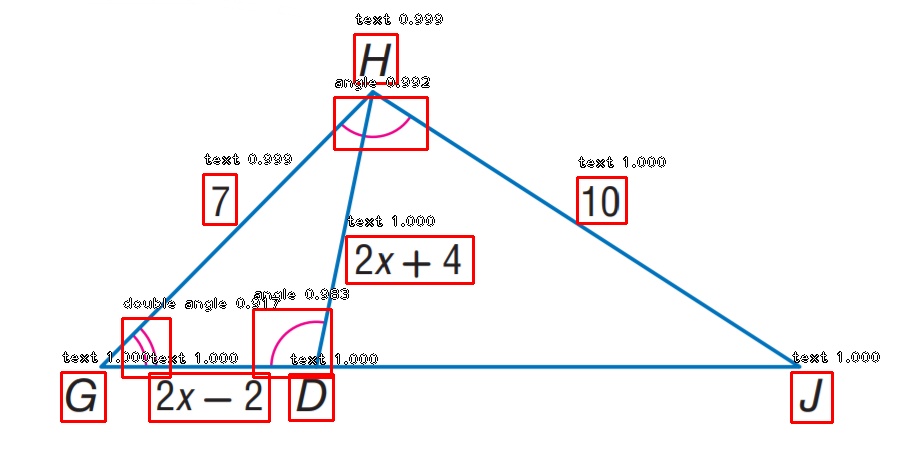 text 0.999
H
angle 0.992
text 0.999
7
text 1.000
10
text 1.000
2x + 4
double angle 0.917
angle 0.983
text 1.000
text 1.000
text 1.000
text 1.000
G
2x − 2
D
J